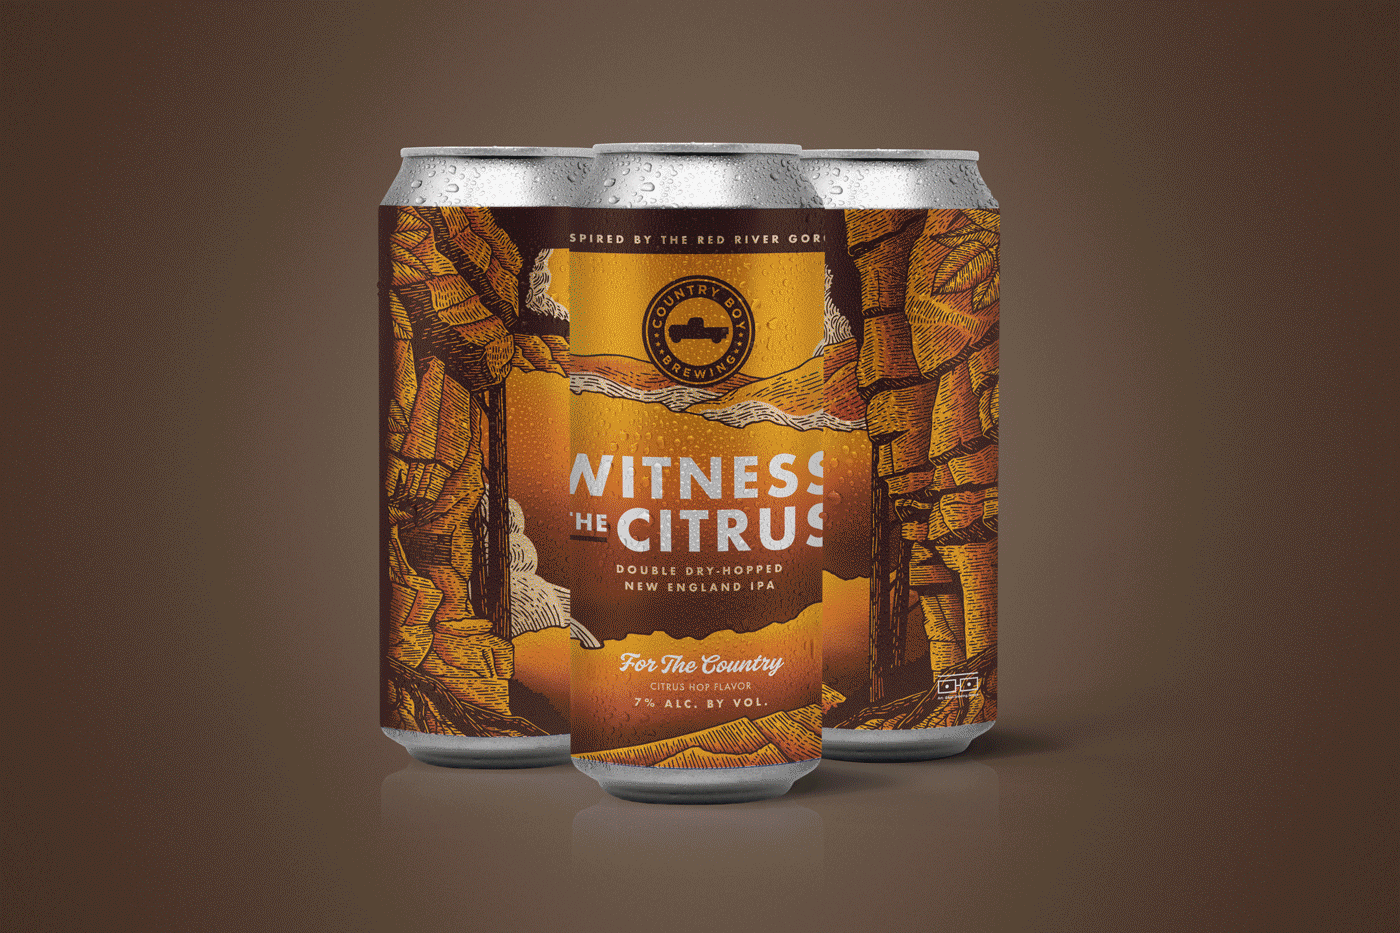 SPIRED BY THE RED RIVER GOR
COUNTRY BOY
BREWING
WITNESS
THE CITRUS
DOUBLE DRY-HOPPED
NEW ENGLAND IPA
For The Country
CITRUS HOP FLAVOR
7% ALC. BY VOL.